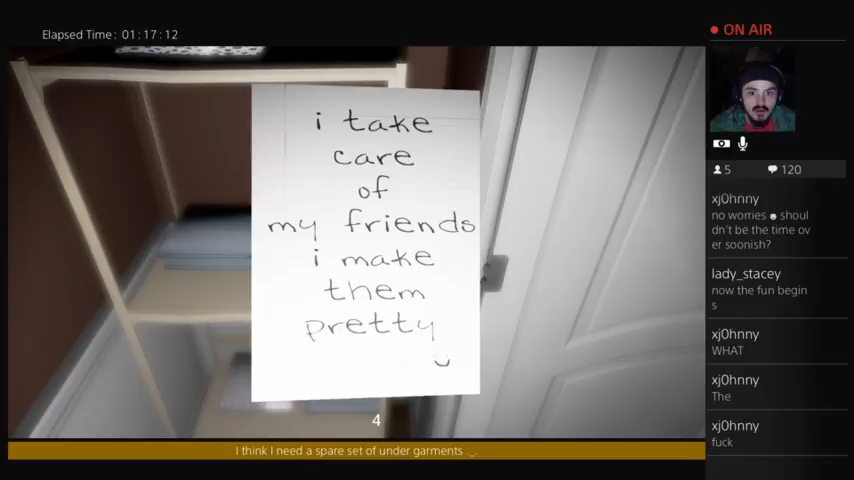 Elapsed Time: 01:17:12
ON AIR
i take
care
of
my friends
i make
them
pretty
4
I think I need a spare set of under garments ._.
5
120
xj0hnny
no worries shoul
dn't be the time ov
er soonish?
lady_stacey
now the fun begin
s
xj0hnny
WHAT
xj0hnny
The
xj0hnny
fuck